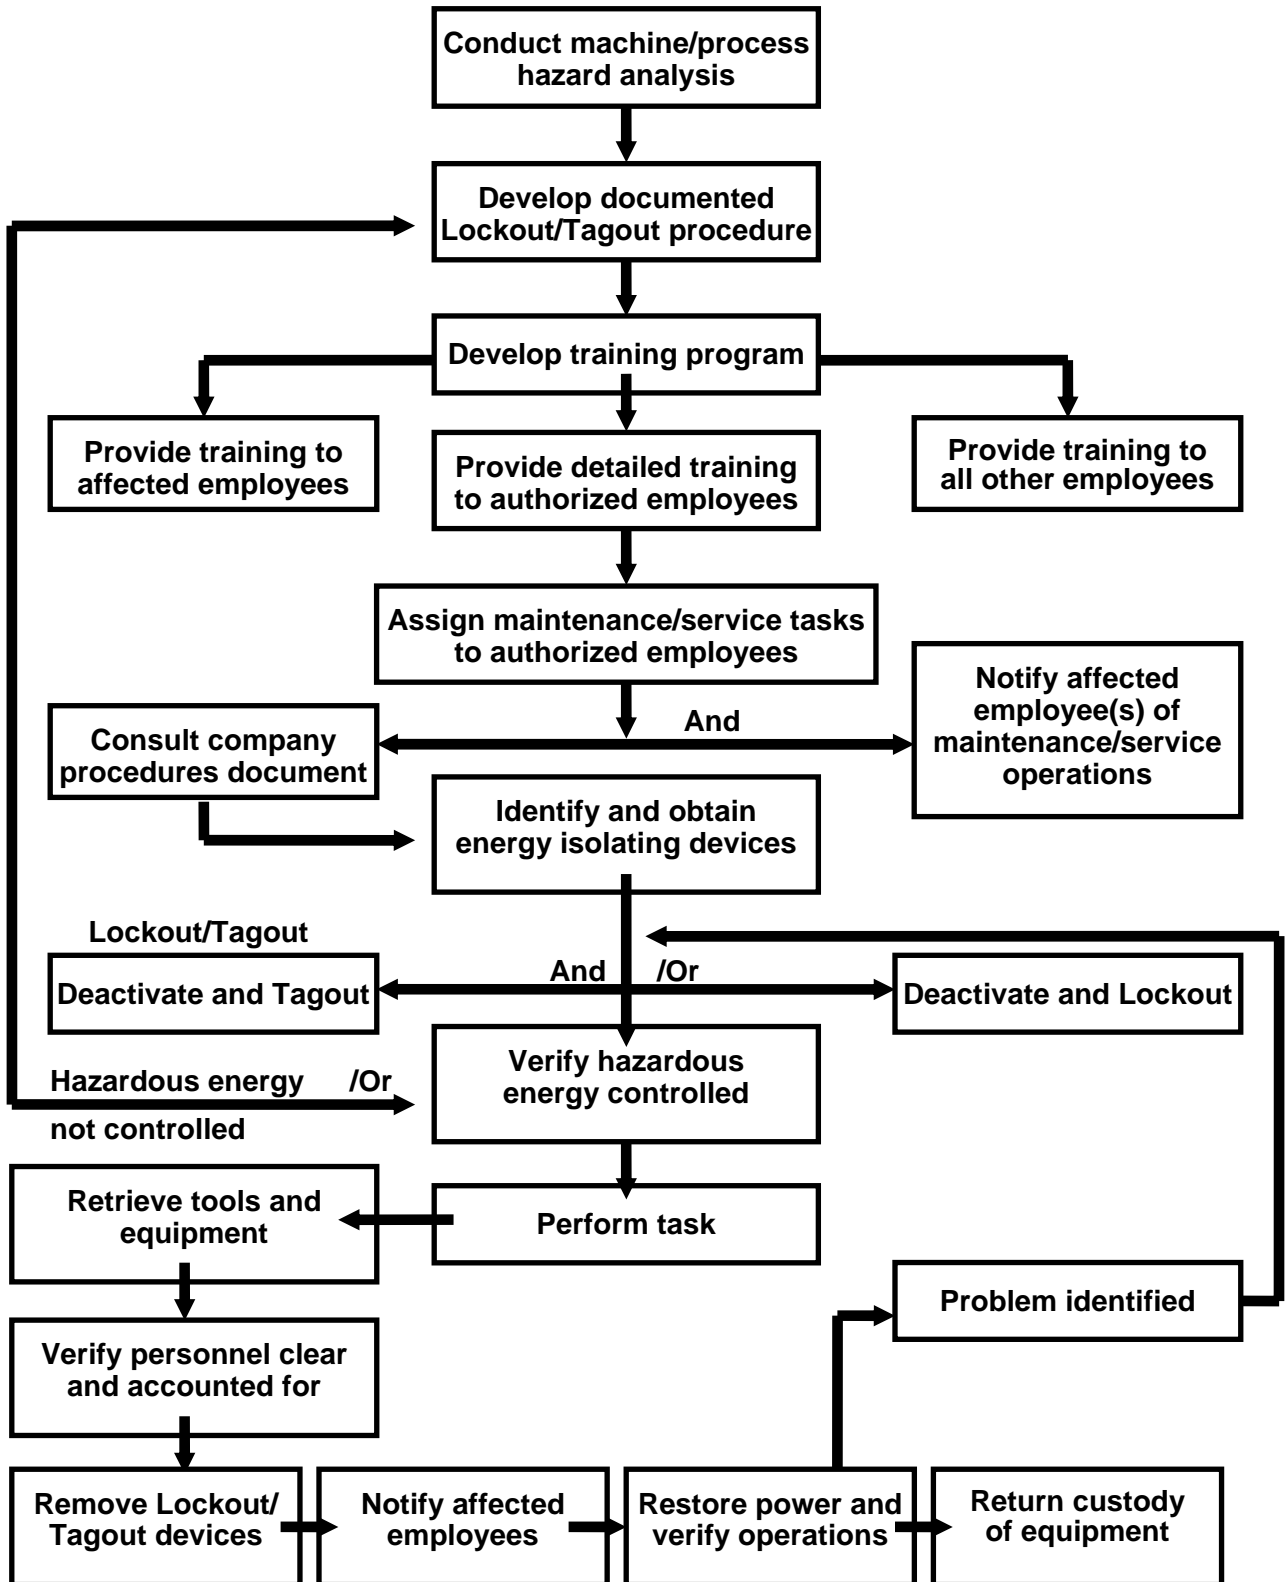 Conduct machine/process
hazard analysis
Develop documented
Lockout/Tagout procedure
Develop training program
Provide training to
affected employees
Provide detailed training
to authorized employees
Provide training to
all other employees
Assign maintenance/service tasks
to authorized employees
And
Consult company
procedures document
Notify affected
employee(s) of
maintenance/service
operations
Identify and obtain
energy isolating devices
Lockout/Tagout
And /Or
Deactivate and Tagout
Deactivate and Lockout
Verify hazardous
energy controlled
Hazardous energy /Or
not controlled
Retrieve tools and
equipment
Perform task
Problem identified
Verify personnel clear
and accounted for
Remove Lockout/
Tagout devices
Notify affected
employees
Restore power and
verify operations
Return custody
of equipment